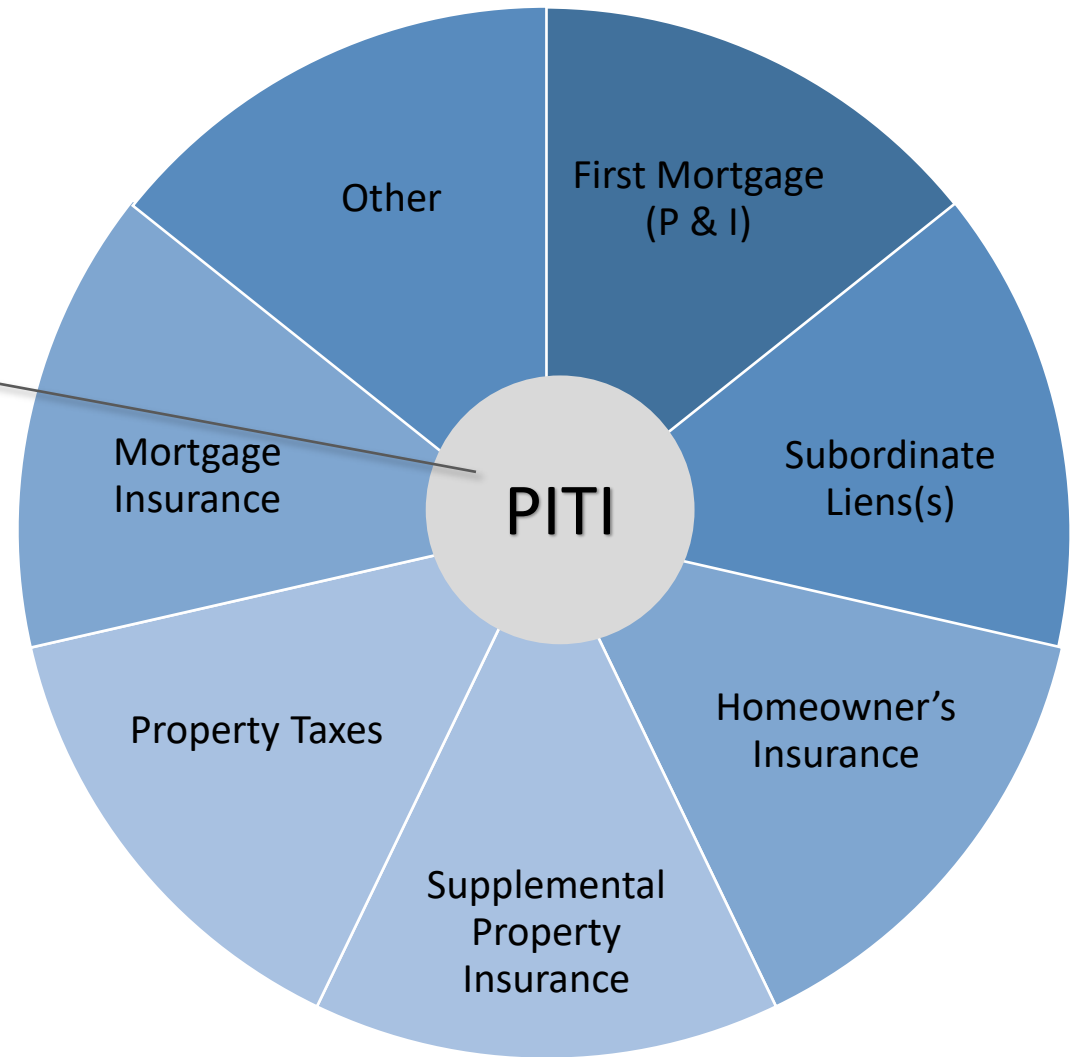 Other
First Mortgage
(P & I)
Mortgage
Insurance
Subordinate
Liens(s)
PITI
Property Taxes
Homeowner’s
Insurance
Supplemental
Property
Insurance